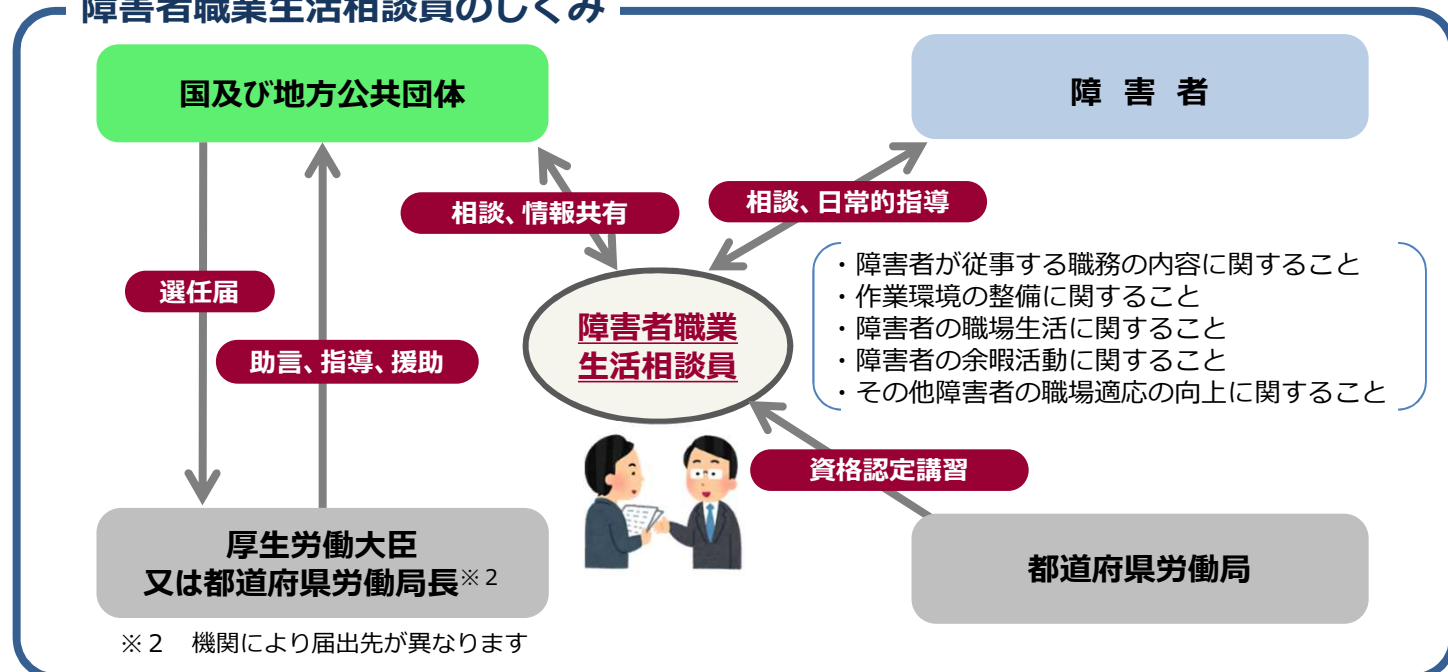 障害者職業生活相談員のしくみ
国及び地方公共団体
障 害 者
相談、情報共有
相談、日常的指導
選任届
助言、指導、援助
障害者職業
生活相談員
・障害者が従事する職務の内容に関すること
・作業環境の整備に関すること
・障害者の職場生活に関すること
・障害者の余暇活動に関すること
・その他障害者の職場適応の向上に関すること
資格認定講習
厚生労働大臣
又は都道府県労働局長※2
都道府県労働局
※2 機関により届出先が異なります